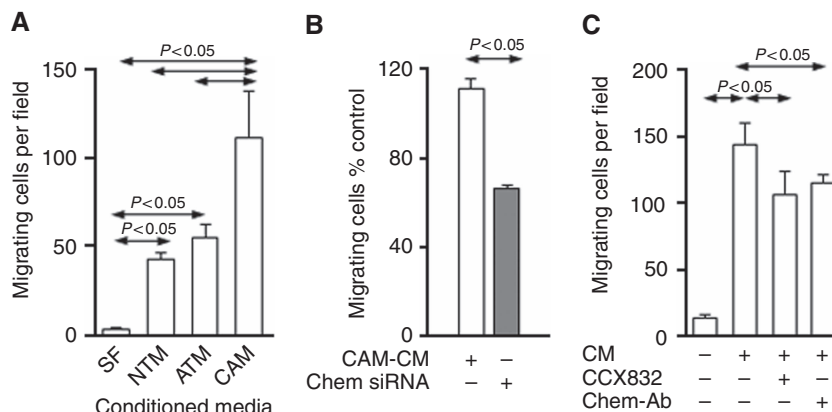 A
P<0.05
Migrating cells per field
150
100
50
0
P<0.05
P<0.05
SF
NTM
ATM
CAM
Conditioned media
B
P<0.05
Migrating cells % control
120
80
40
0
CAM-CM + –
Chem siRNA – +
C
P<0.05
P<0.05
Migrating cells per field
200
150
100
50
0
CM – + + +
CCX832 – – + –
Chem-Ab – – – +